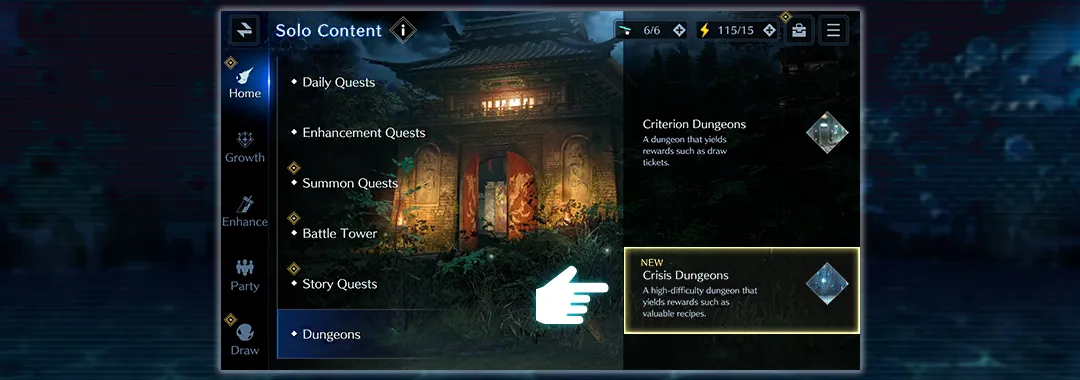 Solo Content
6/6
115/15
Home
Growth
Enhance
Party
Draw
Daily Quests
Enhancement Quests
Summon Quests
Battle Tower
Story Quests
Dungeons
Criterion Dungeons
A dungeon that yields
rewards such as draw
tickets.
NEW
Crisis Dungeons
A high-difficulty dungeon that
yields rewards such as
valuable recipes.